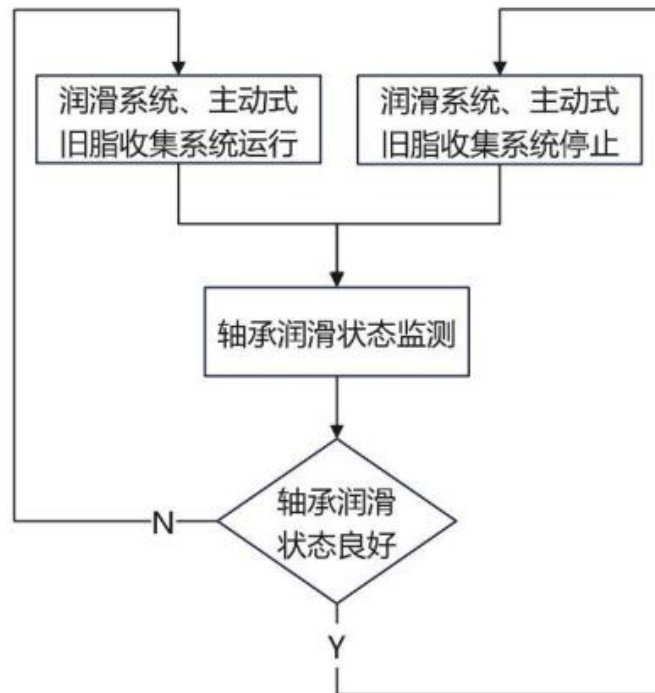 润滑系统、主动式
旧脂收集系统运行
润滑系统、主动式
旧脂收集系统停止
轴承润滑状态监测
轴承润滑
状态良好
N
Y